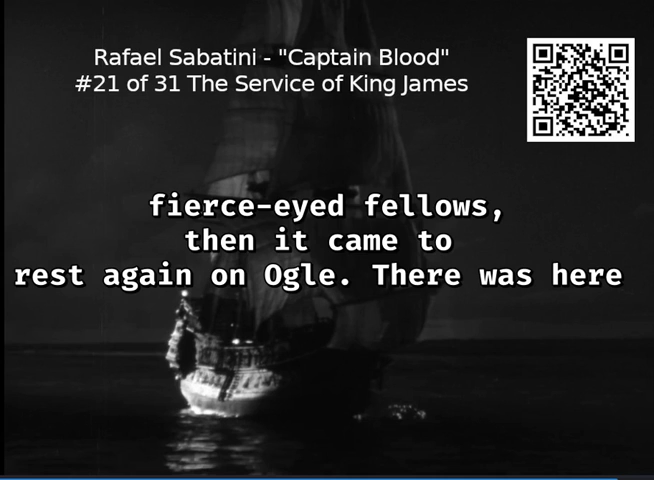 Rafael Sabatini - "Captain Blood"
#21 of 31 The Service of King James
fierce-eyed fellows,
then it came to
rest again on Ogle. There was here